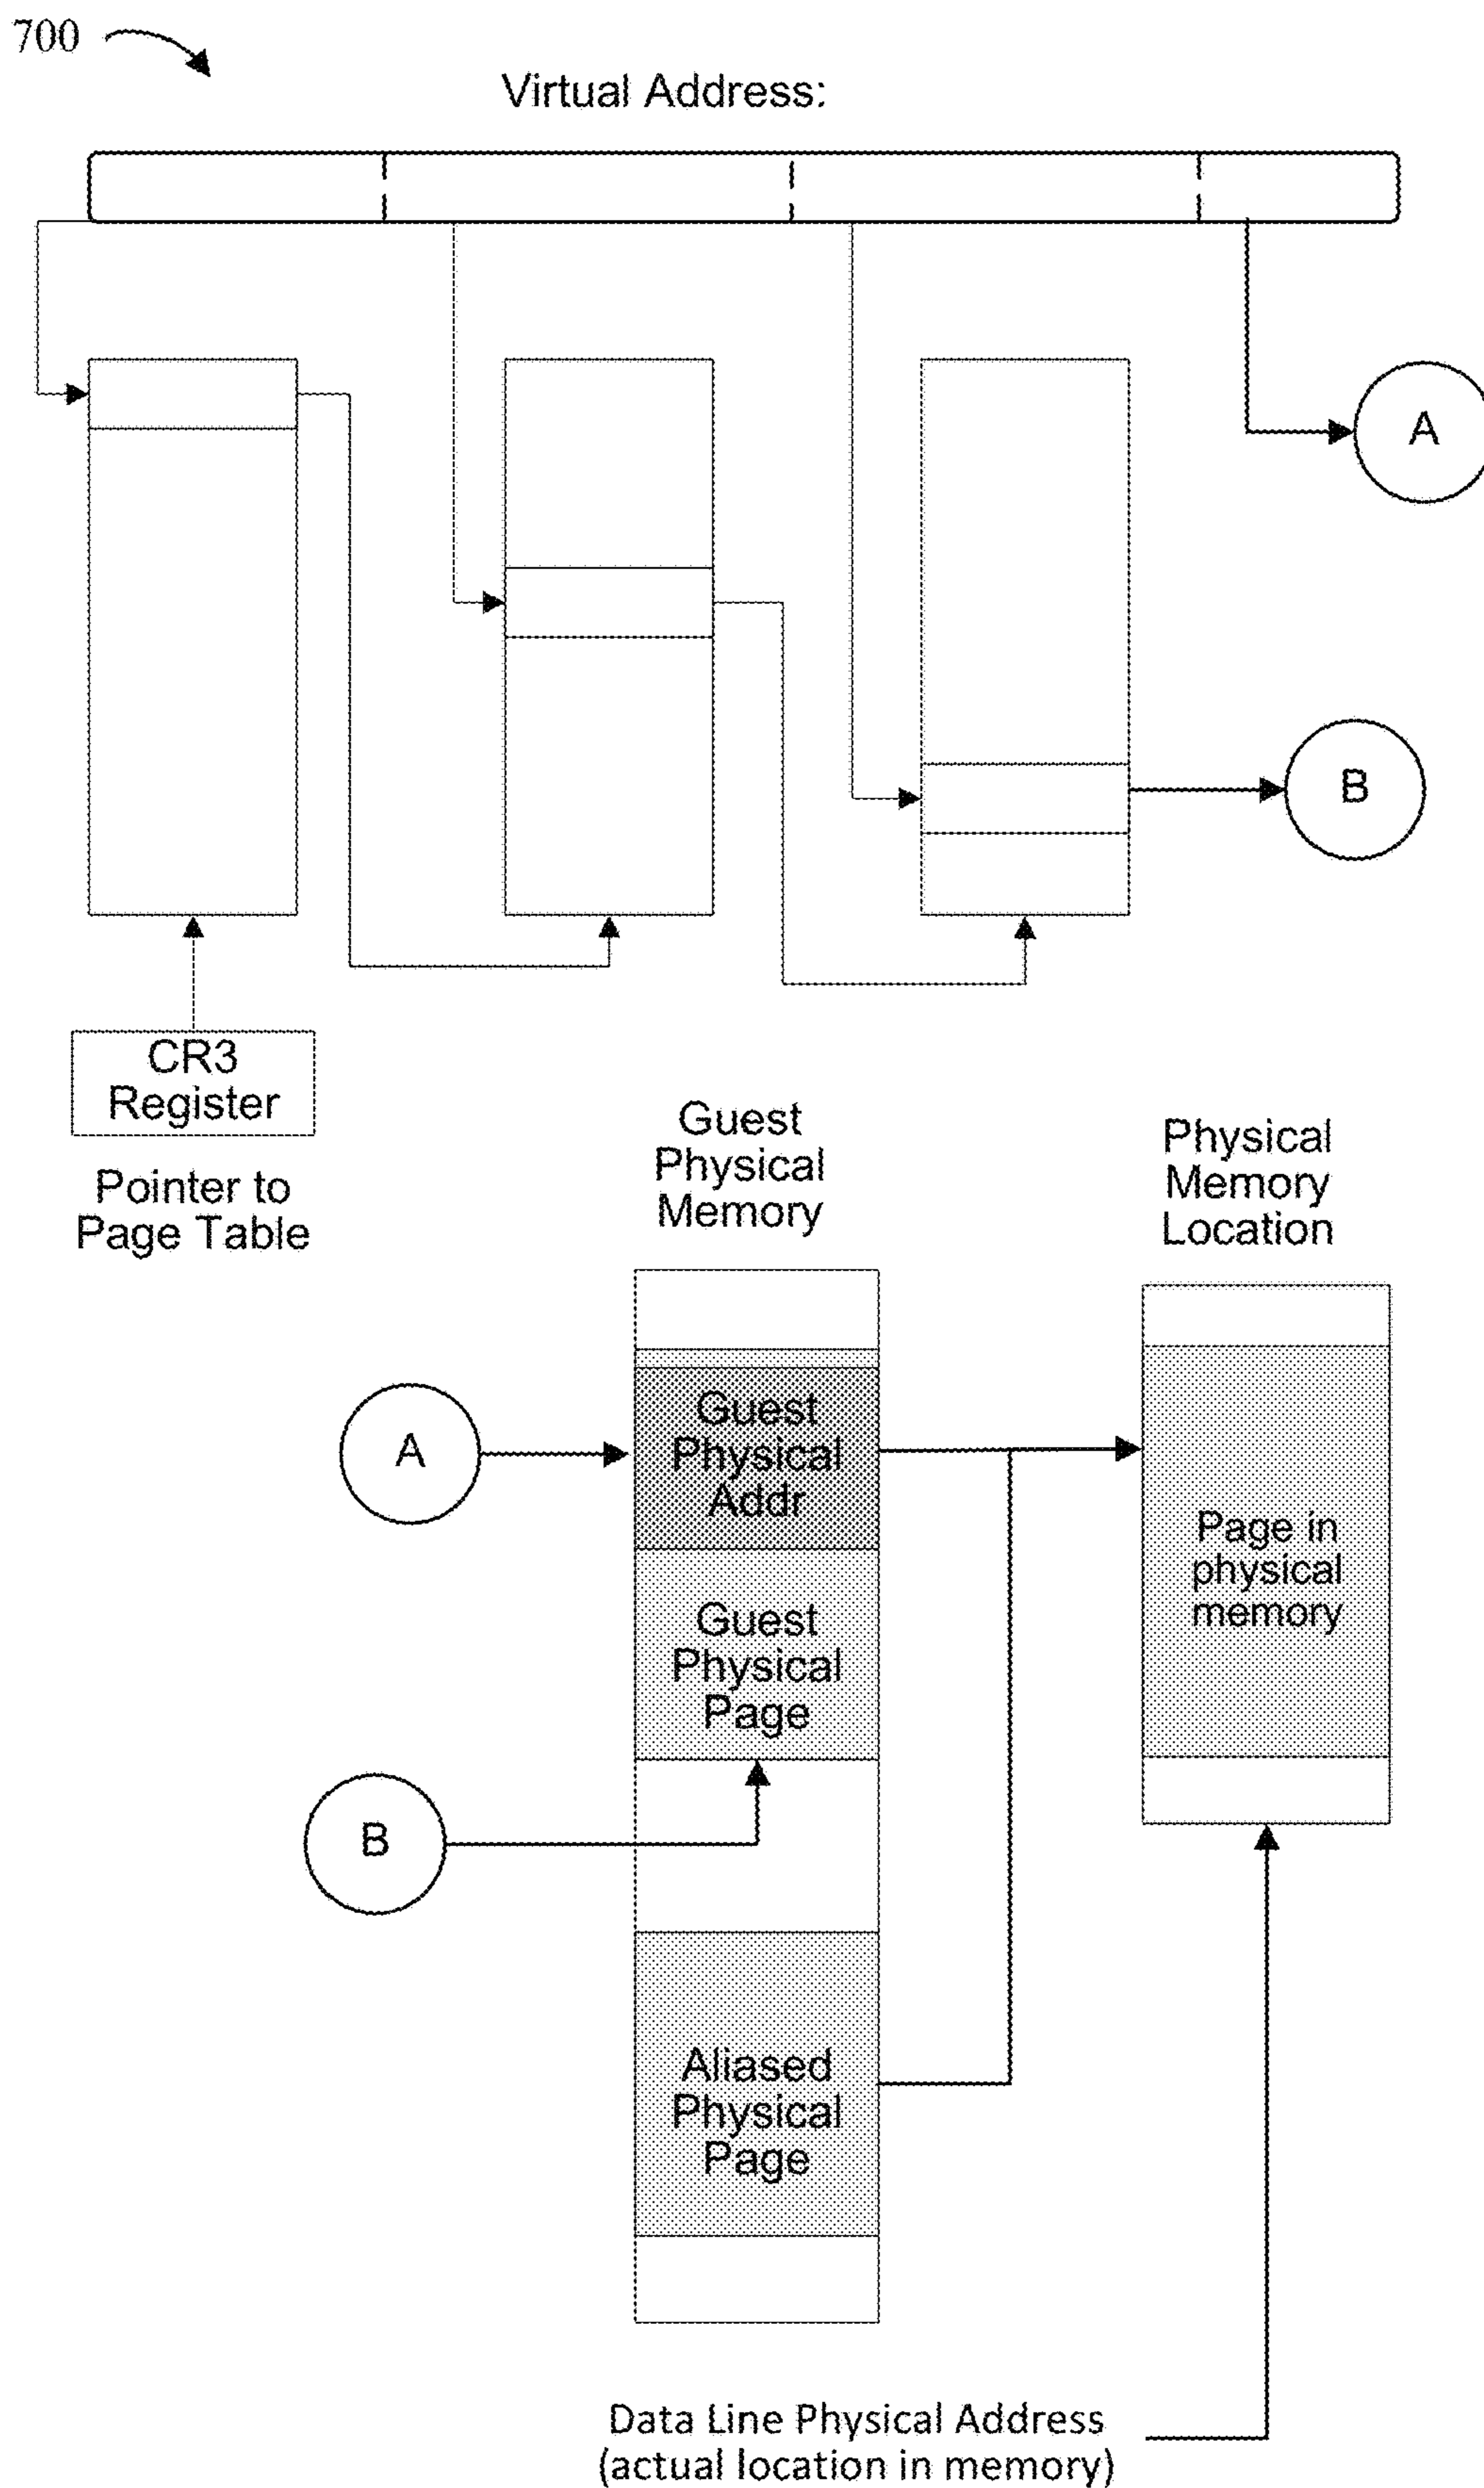 700
Virtual Address:
A
B
CR3
Register
Pointer to
Page Table
Guest
Physical
Memory
Physical
Memory
Location
A
Guest
Physical
Addr
Page in
physical
memory
Guest
Physical
Page
B
Aliased
Physical
Page
Data Line Physical Address
(actual location in memory)